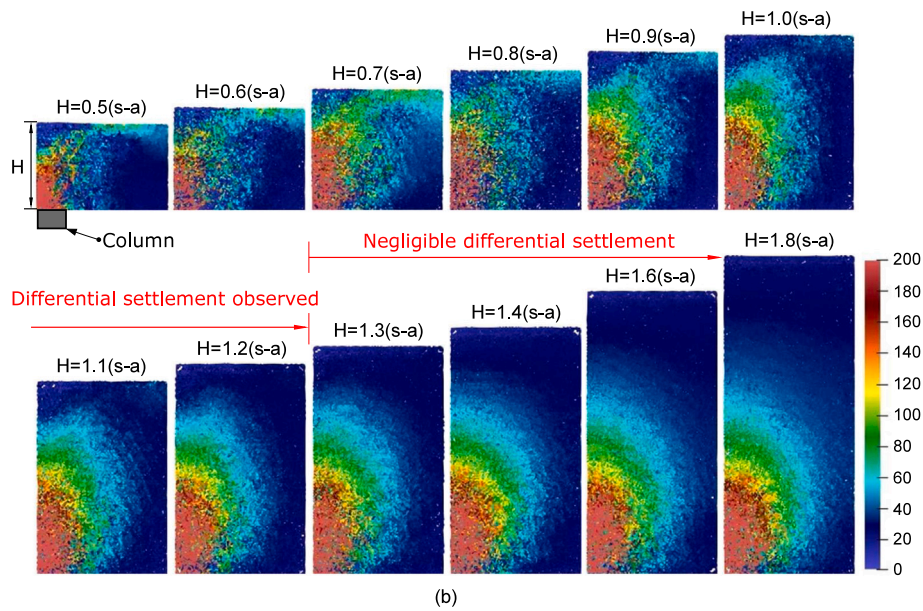 H=0.5(s-a)
H=0.6(s-a)
H=0.7(s-a)
H=0.8(s-a)
H=0.9(s-a)
H=1.0(s-a)
H
Column
Negligible differential settlement
Differential settlement observed
H=1.1(s-a)
H=1.2(s-a)
H=1.3(s-a)
H=1.4(s-a)
H=1.6(s-a)
H=1.8(s-a)
200
180
160
140
120
100
80
60
40
20
0
(b)